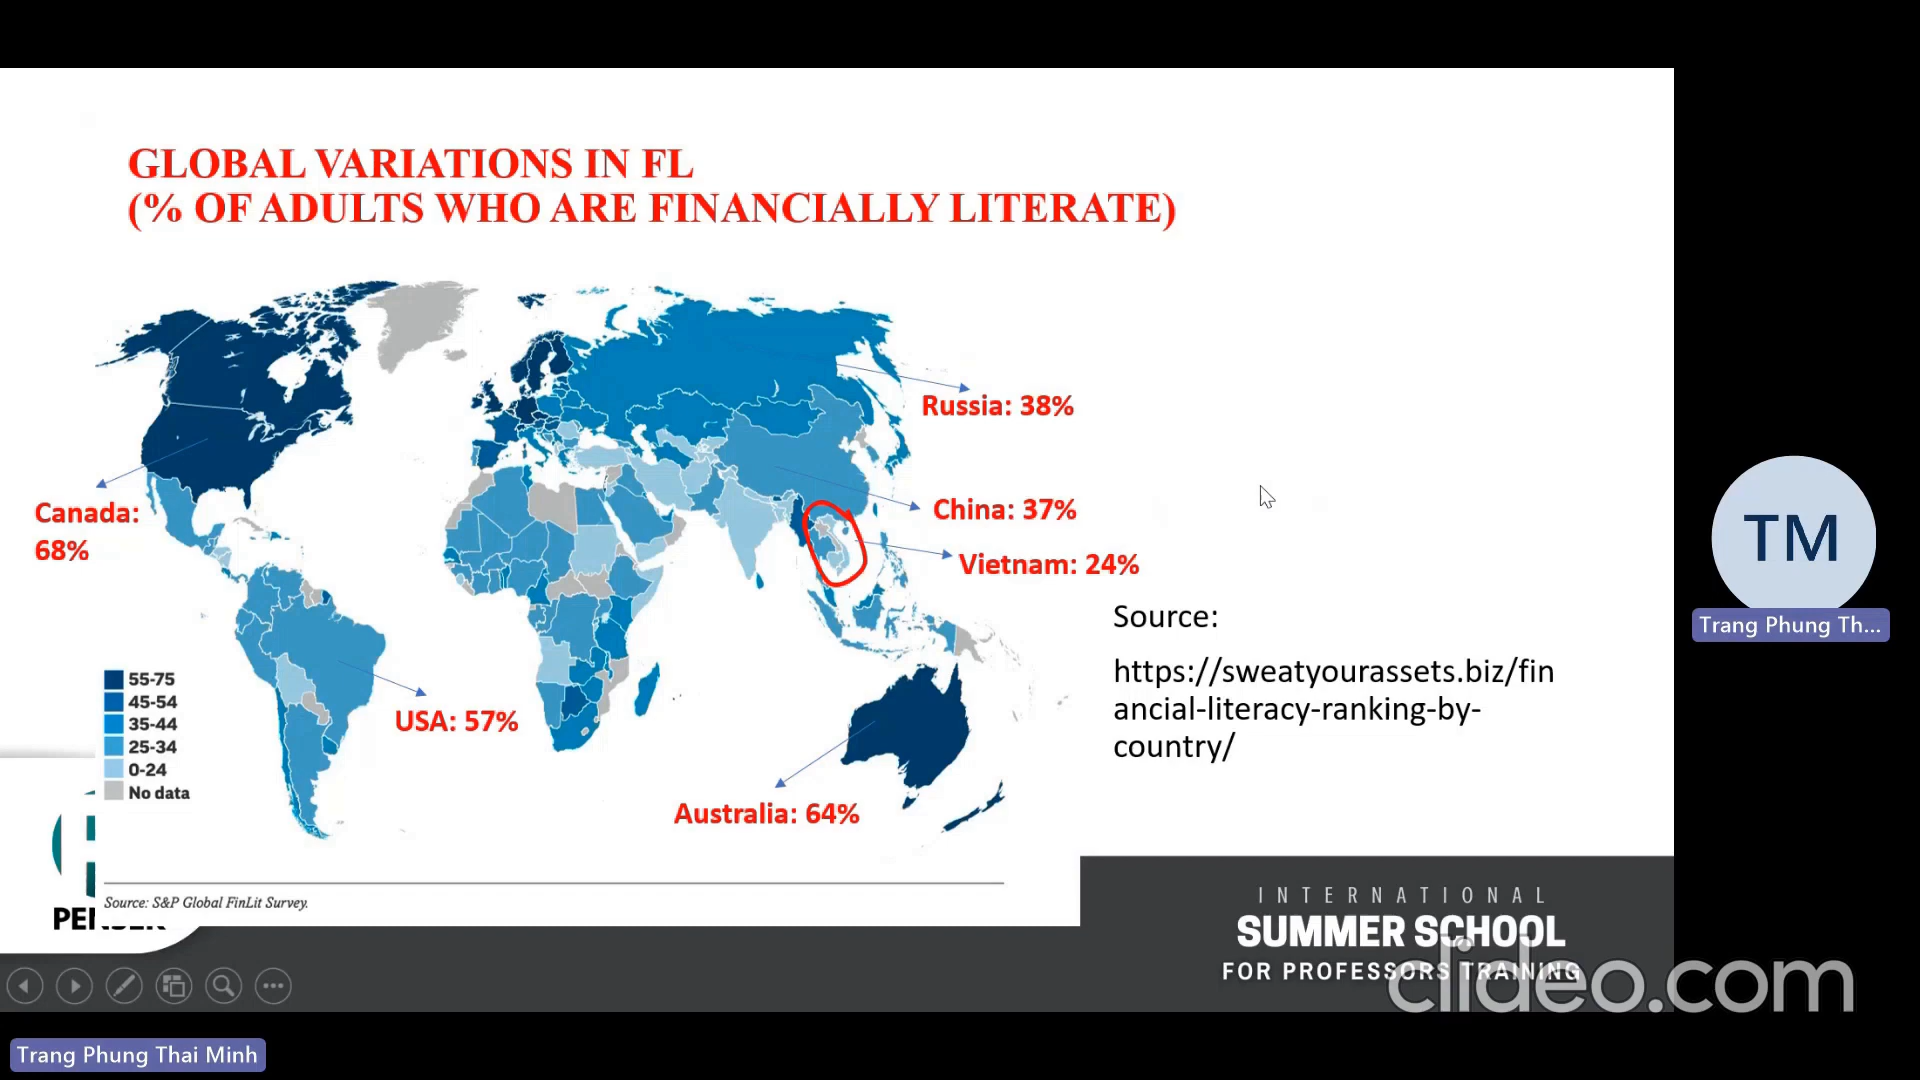 GLOBAL VARIATIONS IN FL
(% OF ADULTS WHO ARE FINANCIALLY LITERATE)
Russia: 38%
Canada:
68%
China: 37%
Vietnam: 24%
TM
Trang Phung Th...
Source:
https://sweatyourassets.biz/fin
ancial-literacy-ranking-by-
country/
55-75
45-54
35-44
25-34
0-24
No data
USA: 57%
Australia: 64%
Source: S&P Global FinLit Survey.
INTERNATIONAL
SUMMER SCHOOL
FOR PROFESSORS TRAINING
clideo.com
Trang Phung Thai Minh